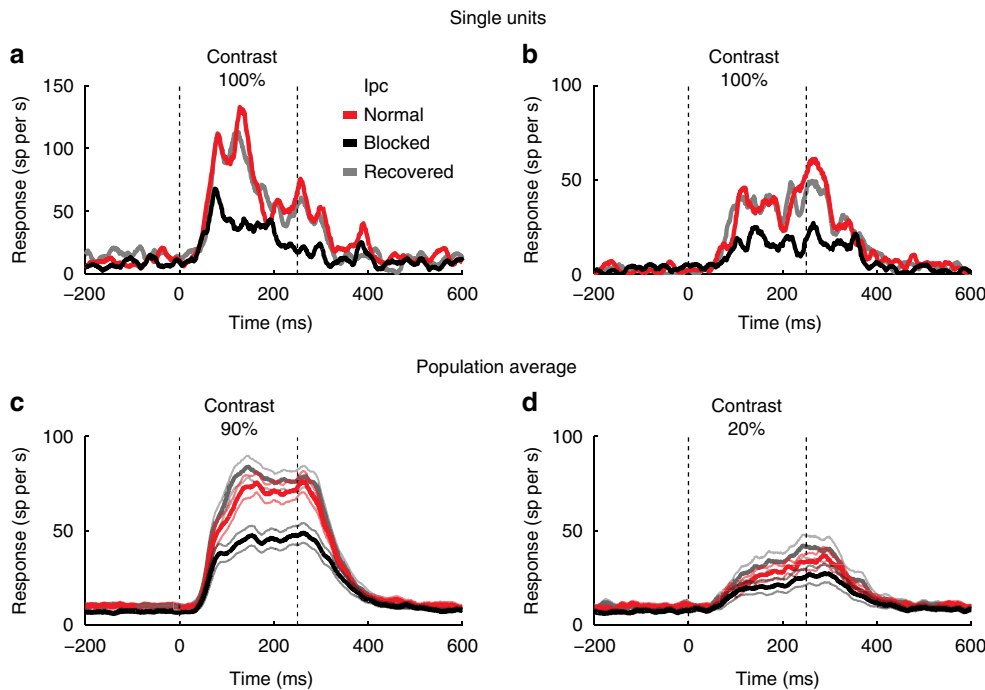 Single units
a
Contrast
100%
Ipc
Normal
Blocked
Recovered
Response (sp per s)
150
100
50
0
−200
0
200
400
600
Time (ms)
b
Contrast
100%
Response (sp per s)
100
50
0
−200
0
200
400
600
Time (ms)
Population average
c
Contrast
90%
Response (sp per s)
100
50
0
−200
0
200
400
600
Time (ms)
d
Contrast
20%
Response (sp per s)
100
50
0
−200
0
200
400
600
Time (ms)